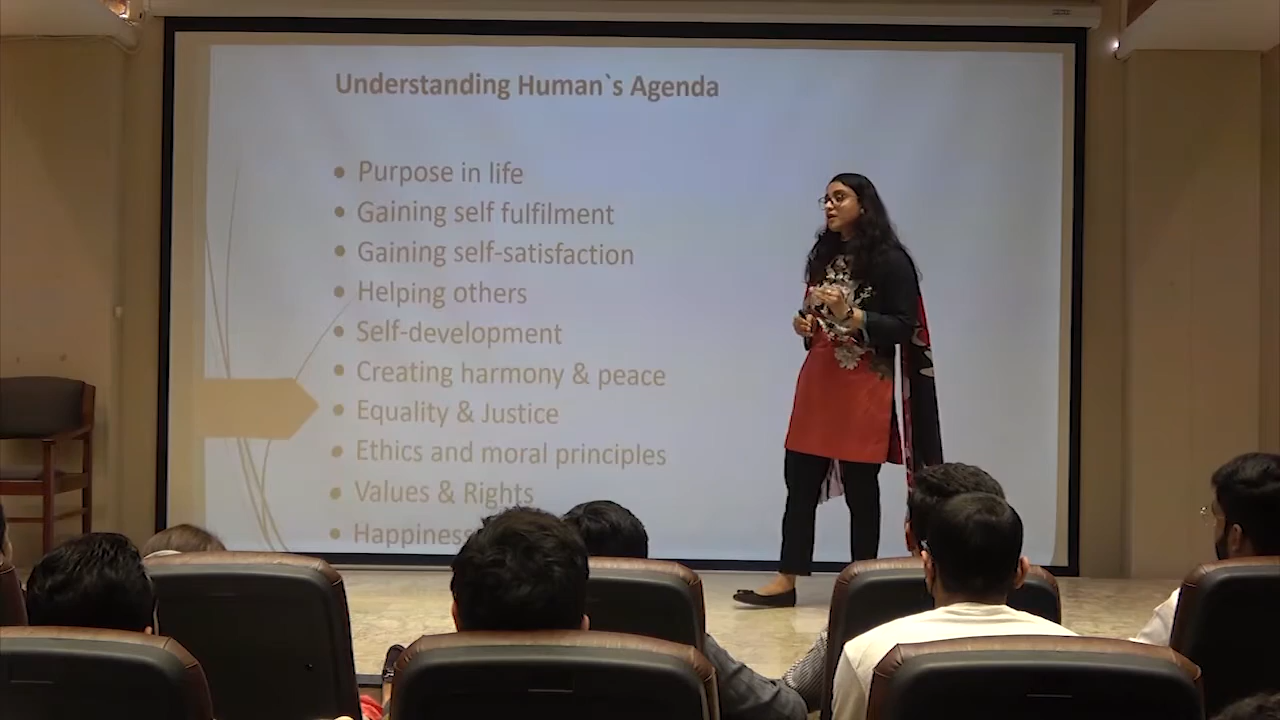 Understanding Human`s Agenda
• Purpose in life
• Gaining self fulfilment
• Gaining self-satisfaction
• Helping others
• Self-development
• Creating harmony & peace
• Equality & Justice
• Ethics and moral principles
• Values & Rights
• Happiness